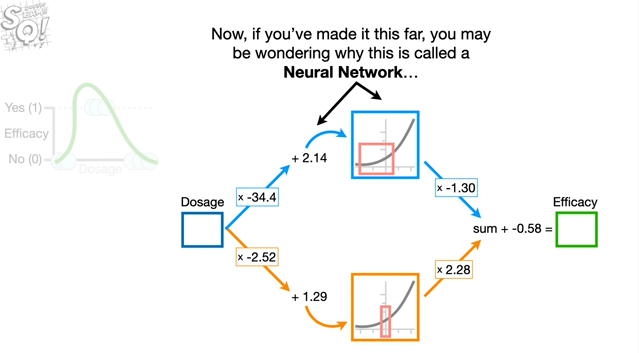 SQ!
Now, if you've made it this far, you may
be wondering why this is called a
Neural Network…
Yes (1)
Efficacy
No (0)
Dosage
+ 2.14
x -34.4
x -1.30
Dosage
Efficacy
sum + -0.58 =
x -2.52
x 2.28
+ 1.29